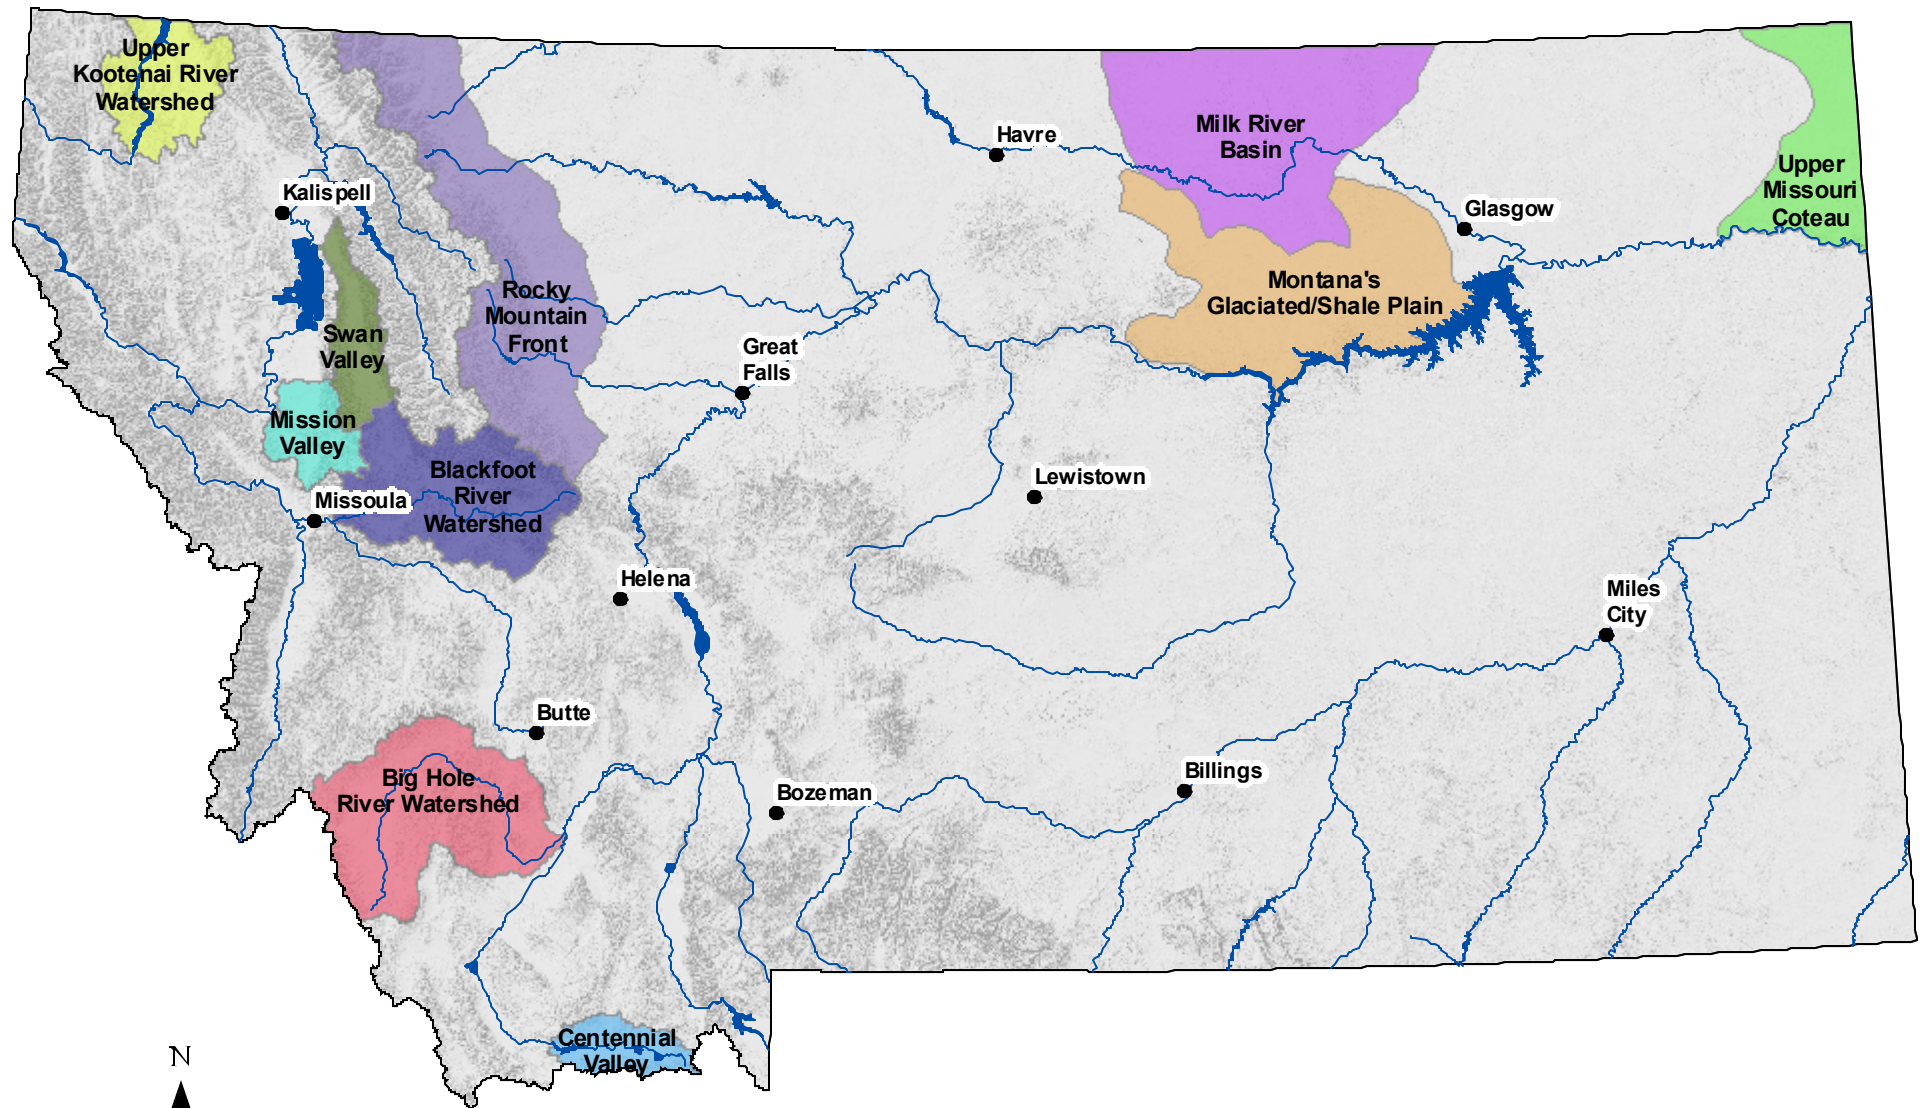 Upper
Kootenai River
Watershed
Havre
Milk River
Basin
Upper
Missouri
Coteau
Kalispell
Glasgow
Rocky
Mountain
Front
Montana's
Glaciated/Shale Plain
Swan
Valley
Great
Falls
Mission
Valley
Blackfoot
River
Watershed
Missoula
Lewistown
Helena
Miles
City
Butte
Big Hole
River Watershed
Bozeman
Billings
Centennial
Valley
N